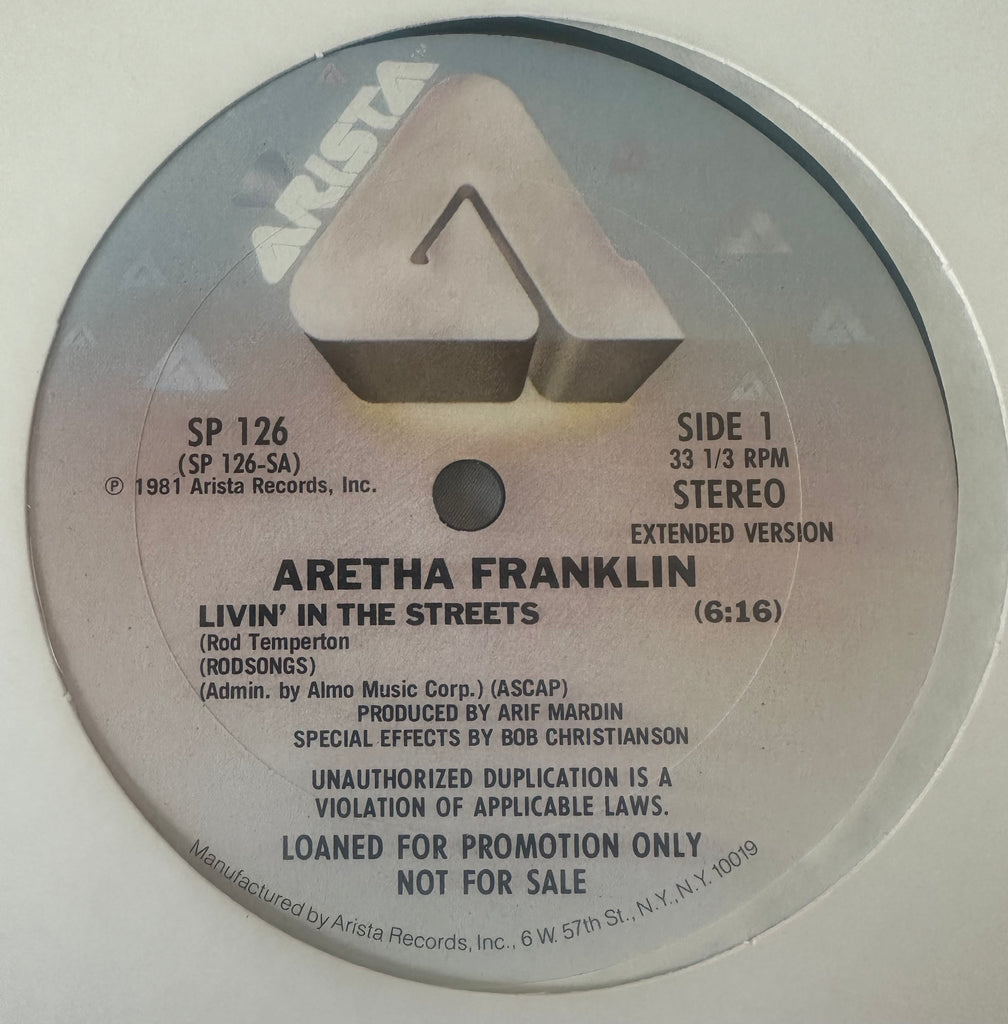 ARISTA
SP 126
(SP 126-SA)
℗ 1981 Arista Records, Inc.
SIDE 1
33 1/3 RPM
STEREO
EXTENDED VERSION
ARETHA FRANKLIN
LIVIN' IN THE STREETS (6:16)
(Rod Temperton
(RODSONGS)
(Admin. by Almo Music Corp.) (ASCAP)
PRODUCED BY ARIF MARDIN
SPECIAL EFFECTS BY BOB CHRISTIANSON
UNAUTHORIZED DUPLICATION IS A
VIOLATION OF APPLICABLE LAWS.
LOANED FOR PROMOTION ONLY
NOT FOR SALE
Manufactured by Arista Records, Inc., 6 W. 57th St., N.Y., N.Y. 10019